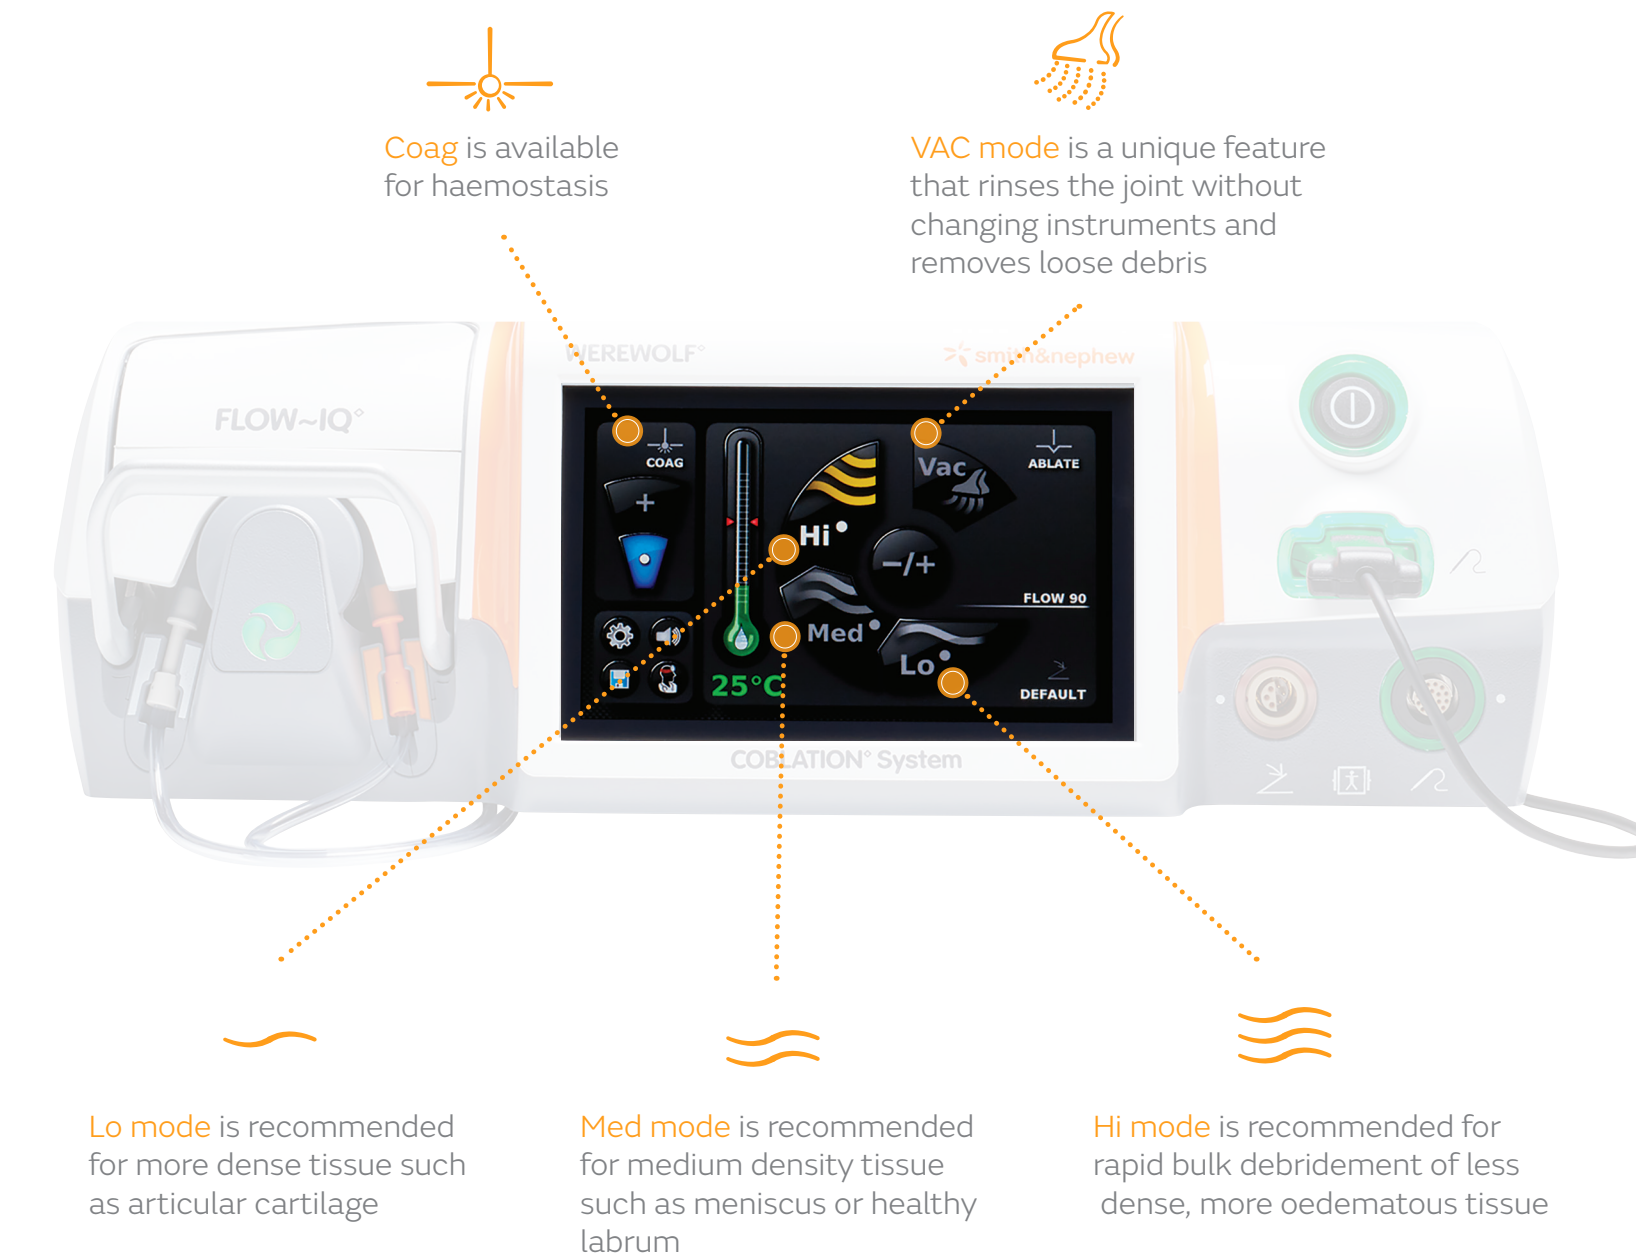 Coag is available
for haemostasis
VAC mode is a unique feature
that rinses the joint without
changing instruments and
removes loose debris
WEREWOLF◊
smith&nephew
FLOW~IQ◊
COAG
+
Vac
ABLATE
Hi
−/+
FLOW 90
Med
Lo
25°C
DEFAULT
COBLATION◊ System
Lo mode is recommended
for more dense tissue such
as articular cartilage
Med mode is recommended
for medium density tissue
such as meniscus or healthy
labrum
Hi mode is recommended for
rapid bulk debridement of less
dense, more oedematous tissue